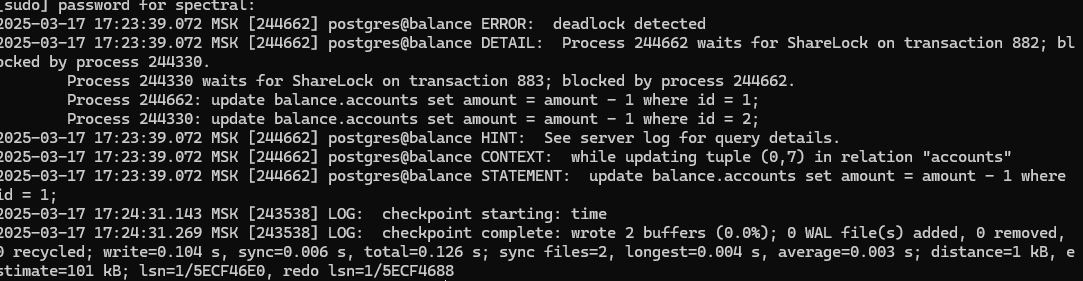 [sudo] password for spectral:
2025-03-17 17:23:39.072 MSK [244662] postgres@balance ERROR:  deadlock detected
2025-03-17 17:23:39.072 MSK [244662] postgres@balance DETAIL:  Process 244662 waits for ShareLock on transaction 882; bl
ocked by process 244330.
        Process 244330 waits for ShareLock on transaction 883; blocked by process 244662.
        Process 244662: update balance.accounts set amount = amount - 1 where id = 1;
        Process 244330: update balance.accounts set amount = amount - 1 where id = 2;
2025-03-17 17:23:39.072 MSK [244662] postgres@balance HINT:  See server log for query details.
2025-03-17 17:23:39.072 MSK [244662] postgres@balance CONTEXT:  while updating tuple (0,7) in relation "accounts"
2025-03-17 17:23:39.072 MSK [244662] postgres@balance STATEMENT:  update balance.accounts set amount = amount - 1 where
id = 1;
2025-03-17 17:24:31.143 MSK [243538] LOG:  checkpoint starting: time
2025-03-17 17:24:31.269 MSK [243538] LOG:  checkpoint complete: wrote 2 buffers (0.0%); 0 WAL file(s) added, 0 removed,
0 recycled; write=0.104 s, sync=0.006 s, total=0.126 s; sync files=2, longest=0.004 s, average=0.003 s; distance=1 kB, e
stimate=101 kB; lsn=1/5ECF46E0, redo lsn=1/5ECF4688